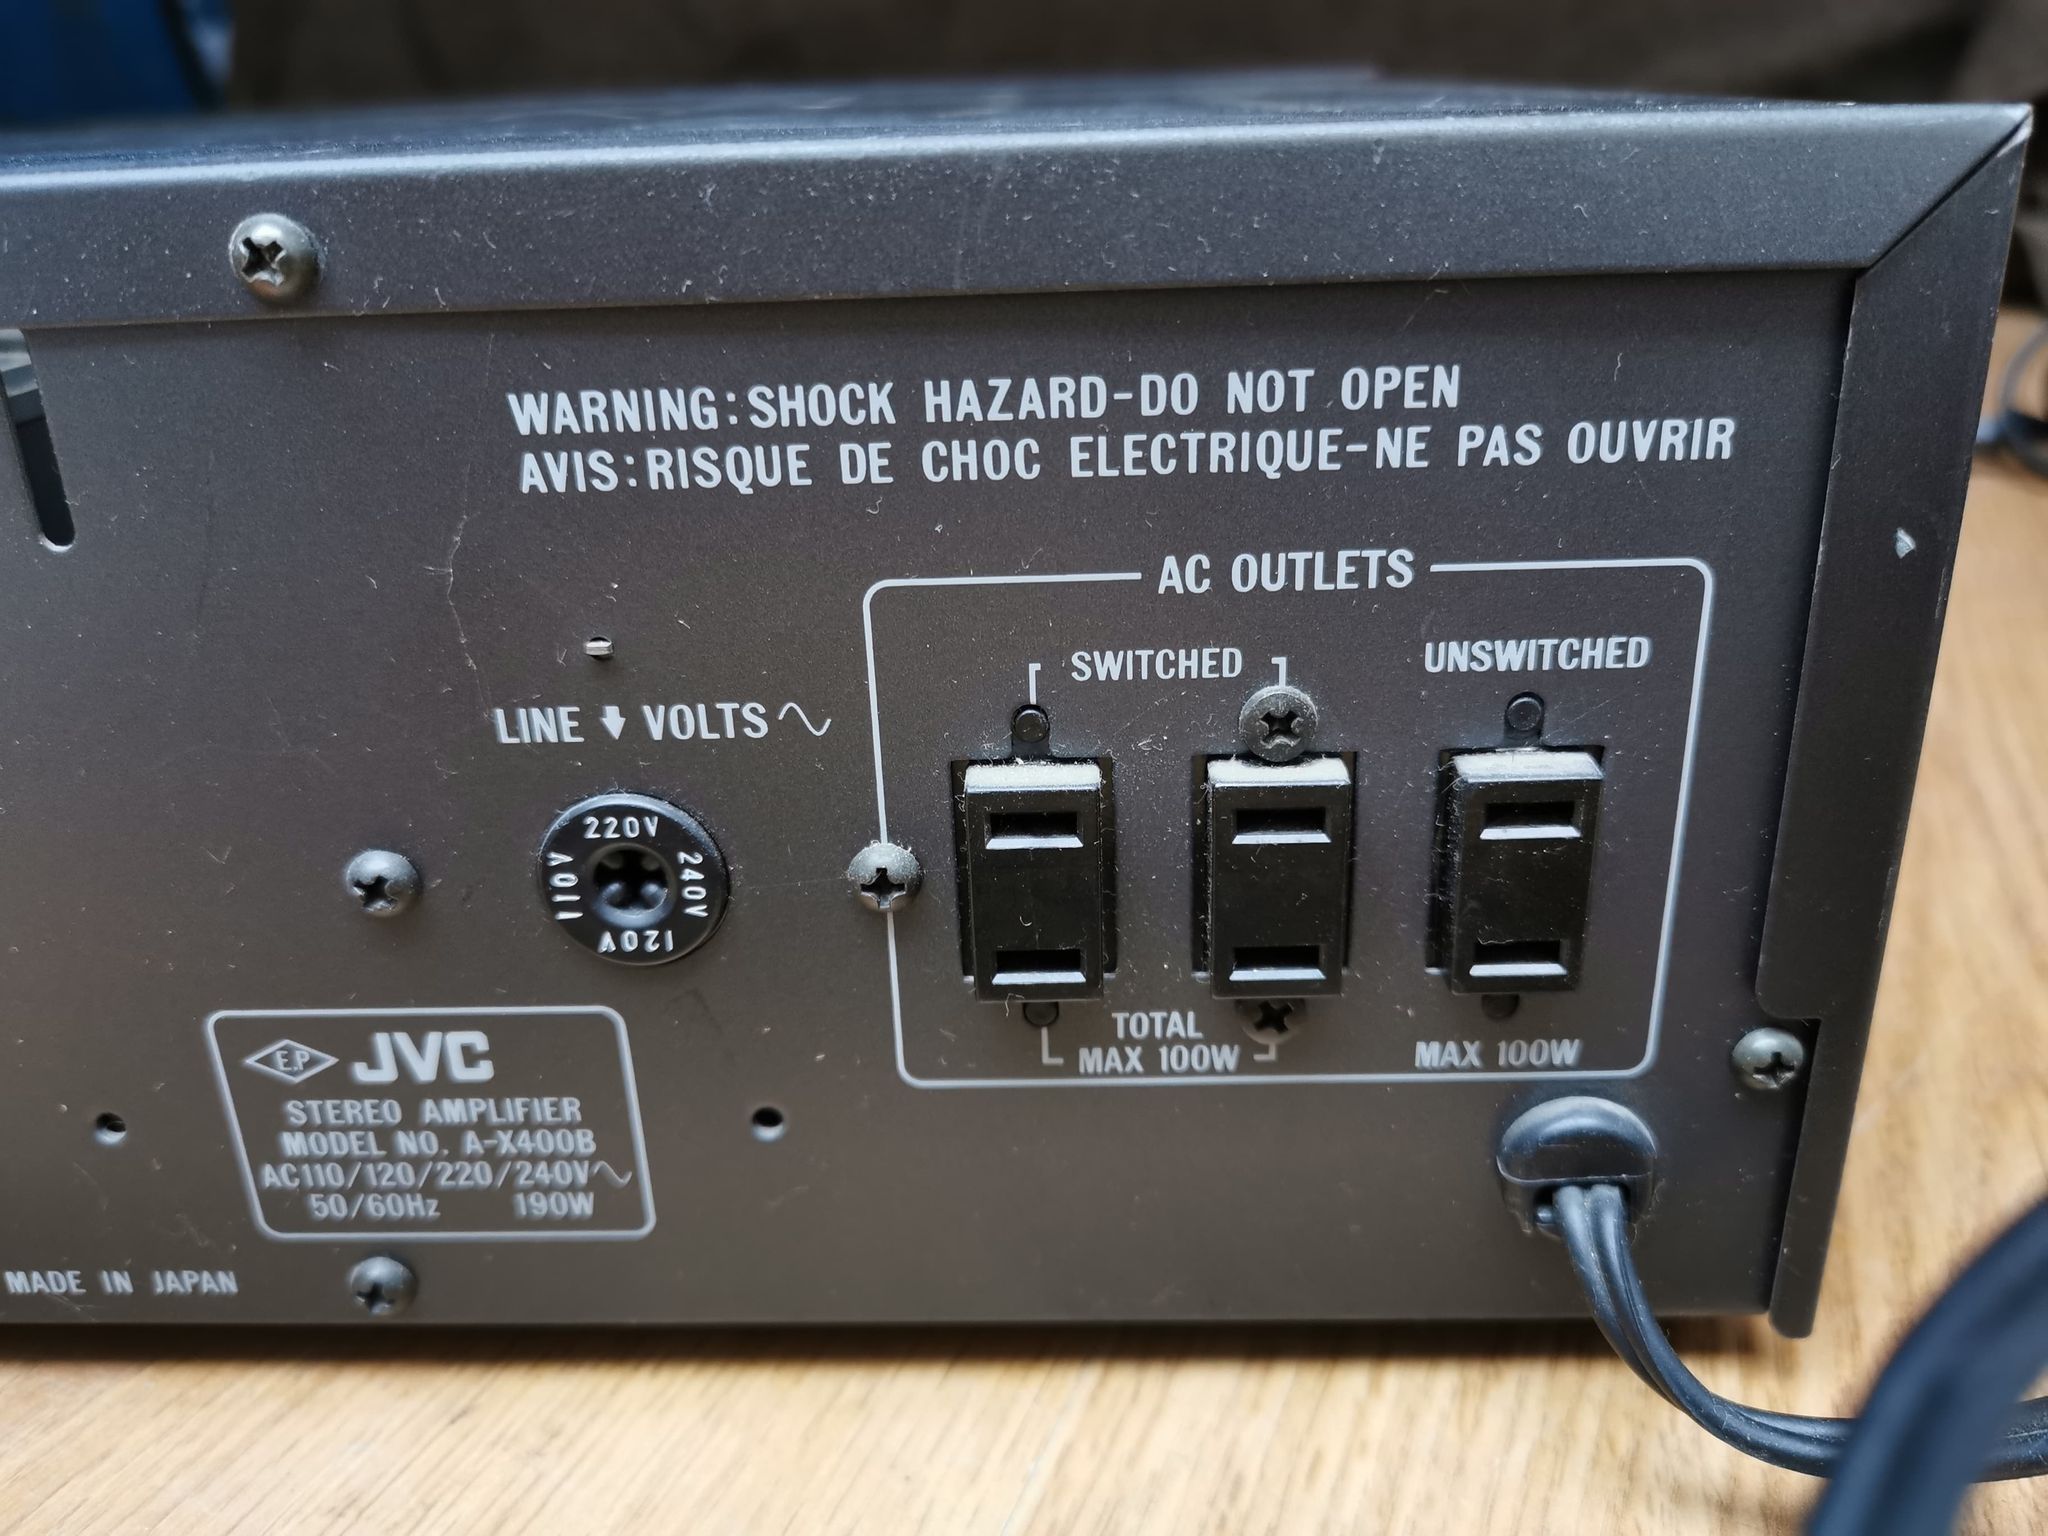 WARNING:SHOCK HAZARD-DO NOT OPEN
AVIS:RISQUE DE CHOC ELECTRIQUE-NE PAS OUVRIR
AC OUTLETS
SWITCHED
UNSWITCHED
LINE VOLTS
220V
240V
120V
110V
TOTAL
MAX 100W
MAX 100W
E.P JVC
STEREO AMPLIFIER
MODEL NO. A-X400B
AC110/120/220/240V~
50/60Hz 190W
MADE IN JAPAN